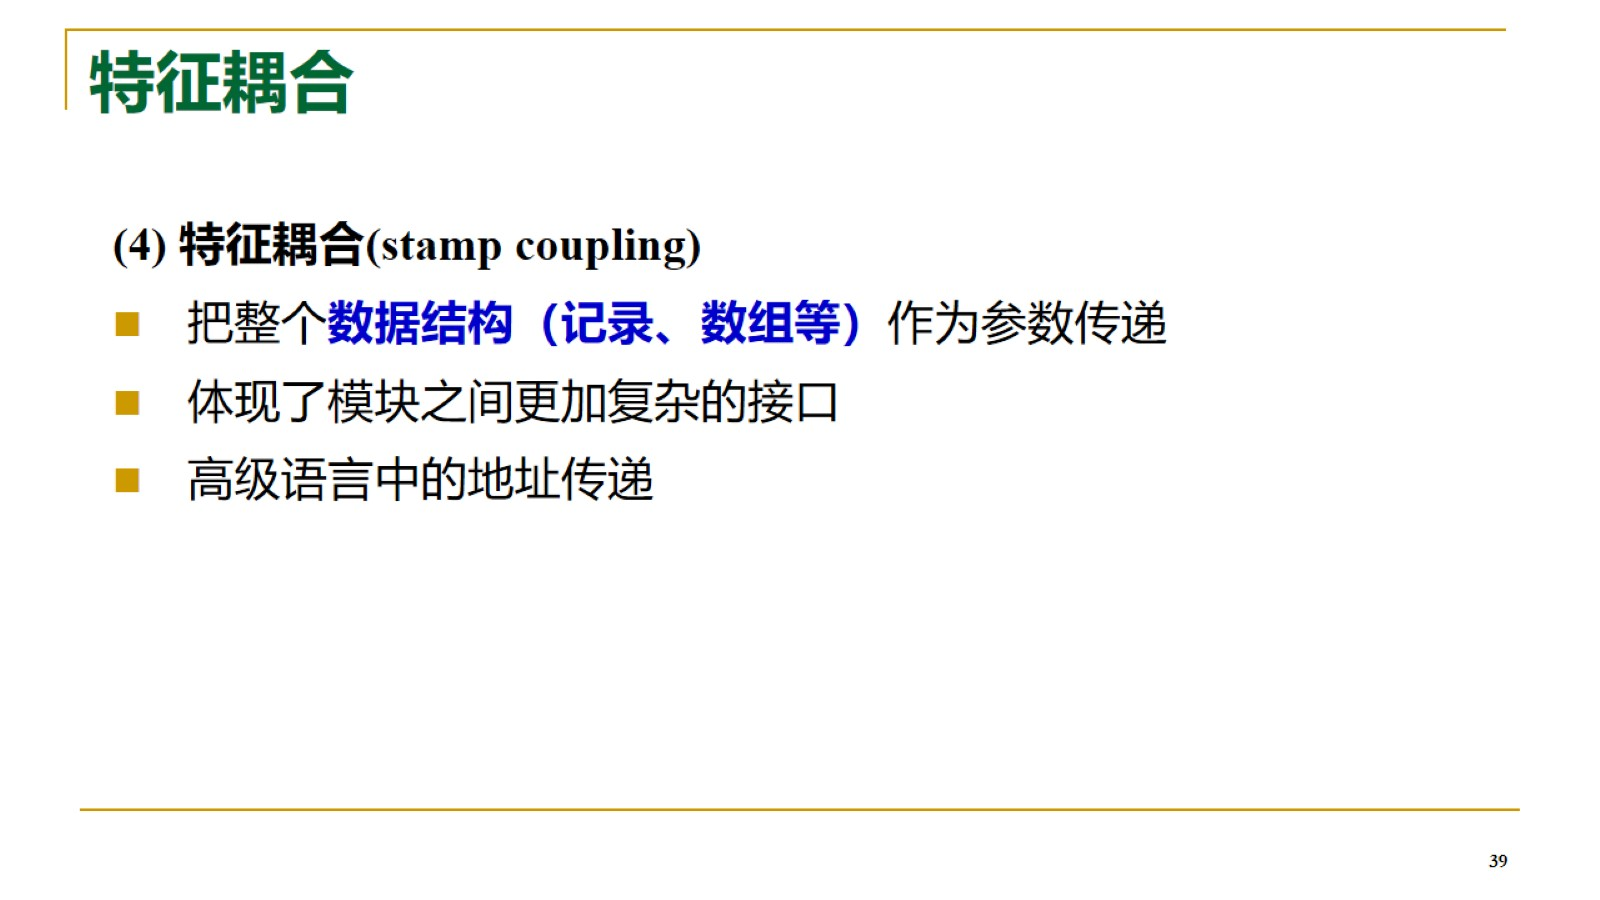 特征耦合
(4) 特征耦合(stamp coupling)
把整个数据结构（记录、数组等）作为参数传递
体现了模块之间更加复杂的接口
高级语言中的地址传递
39